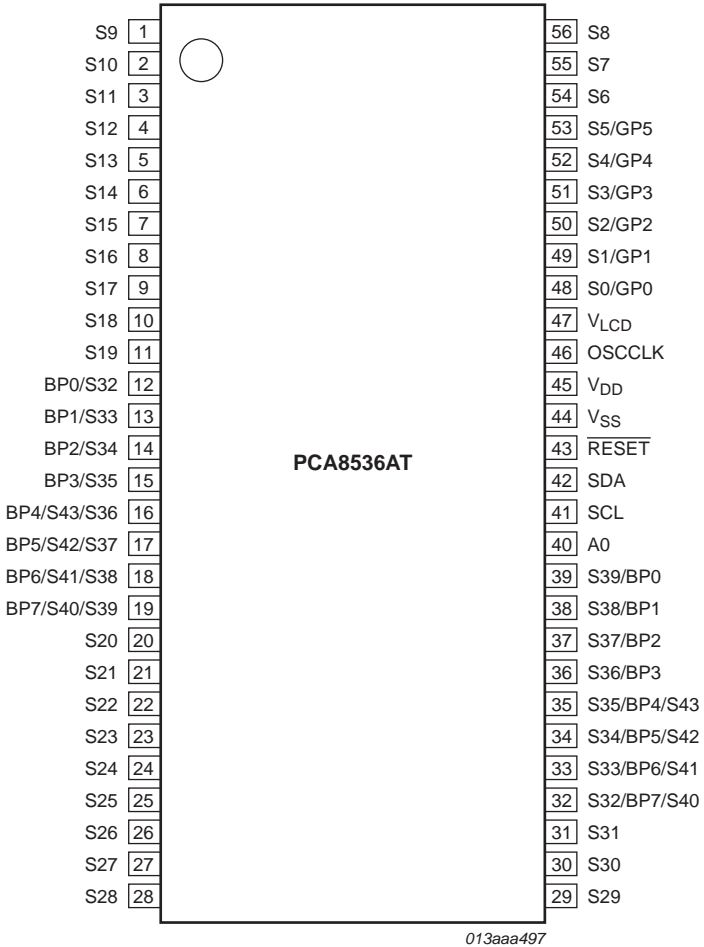 S9 1 56 S8
S10 2 55 S7
S11 3 54 S6
S12 4 53 S5/GP5
S13 5 52 S4/GP4
S14 6 51 S3/GP3
S15 7 50 S2/GP2
S16 8 49 S1/GP1
S17 9 48 S0/GP0
S18 10 47 VLCD
S19 11 46 OSCCLK
BP0/S32 12 45 VDD
BP1/S33 13 44 VSS
BP2/S34 14 43 RESET
PCA8536AT
BP3/S35 15 42 SDA
BP4/S43/S36 16 41 SCL
BP5/S42/S37 17 40 A0
BP6/S41/S38 18 39 S39/BP0
BP7/S40/S39 19 38 S38/BP1
S20 20 37 S37/BP2
S21 21 36 S36/BP3
S22 22 35 S35/BP4/S43
S23 23 34 S34/BP5/S42
S24 24 33 S33/BP6/S41
S25 25 32 S32/BP7/S40
S26 26 31 S31
S27 27 30 S30
S28 28 29 S29
013aaa497